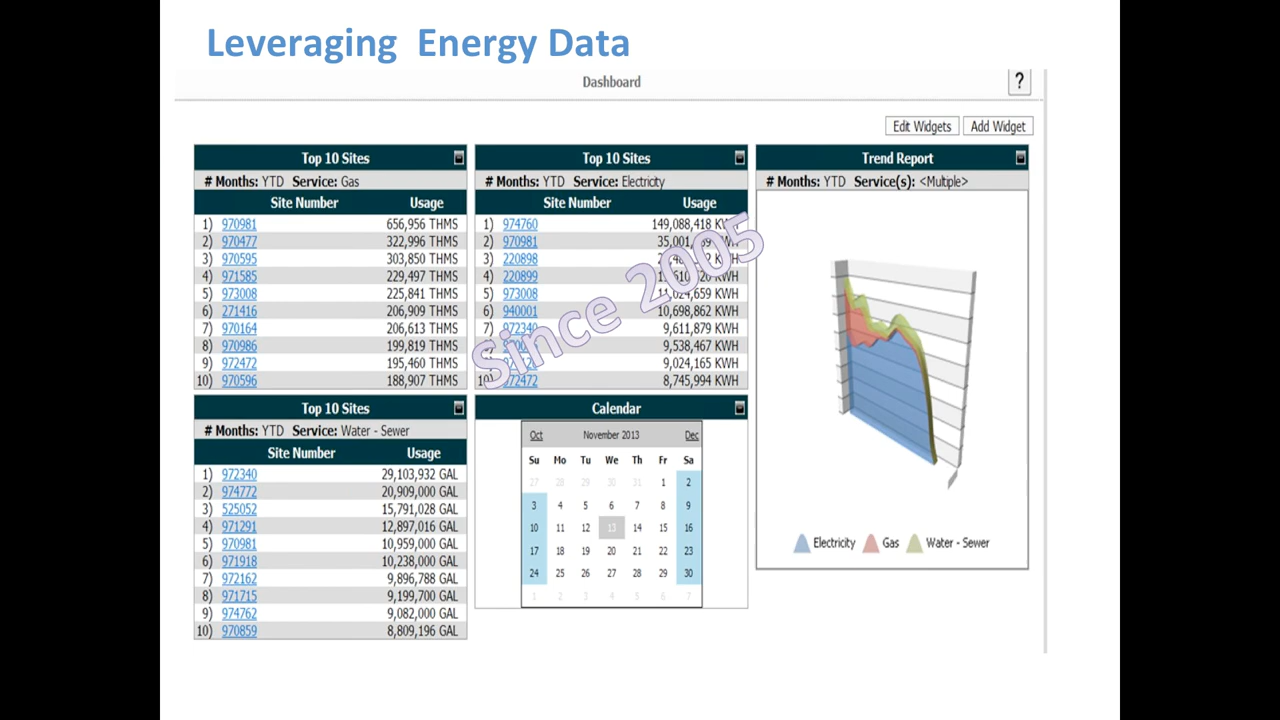 Leveraging Energy Data
Dashboard
?
Edit Widgets Add Widget
Top 10 Sites
# Months: YTD Service: Gas
Site Number Usage
1) 970981 656,956 THMS
2) 970477 322,996 THMS
3) 970595 303,850 THMS
4) 971585 229,497 THMS
5) 973008 225,841 THMS
6) 271416 206,909 THMS
7) 970164 206,613 THMS
8) 970986 199,819 THMS
9) 972472 195,460 THMS
10) 970596 188,907 THMS
Top 10 Sites
# Months: YTD Service: Electricity
Site Number Usage
1) 974760 149,088,418 KWH
2) 970981 KWH
3) 220898 KWH
4) 220899 KWH
5) 973008 KWH
6) 940001 10,698,862 KWH
7) 972340 9,611,879 KWH
8) 9,538,467 KWH
9) 9,024,165 KWH
10) 972472 8,745,994 KWH
Since 2005
Trend Report
# Months: YTD Service(s): <Multiple>
Electricity Gas Water - Sewer
Top 10 Sites
# Months: YTD Service: Water - Sewer
Site Number Usage
1) 972340 29,103,932 GAL
2) 974772 20,909,000 GAL
3) 525052 15,791,028 GAL
4) 971291 12,897,016 GAL
5) 970981 10,959,000 GAL
6) 971918 10,238,000 GAL
7) 972162 9,896,788 GAL
8) 971715 9,199,700 GAL
9) 974762 9,082,000 GAL
10) 970859 8,809,196 GAL
Calendar
Oct November 2013 Dec
Su Mo Tu We Th Fr Sa
27 28 29 30 31 1 2
3 4 5 6 7 8 9
10 11 12 13 14 15 16
17 18 19 20 21 22 23
24 25 26 27 28 29 30
1 2 3 4 5 6 7